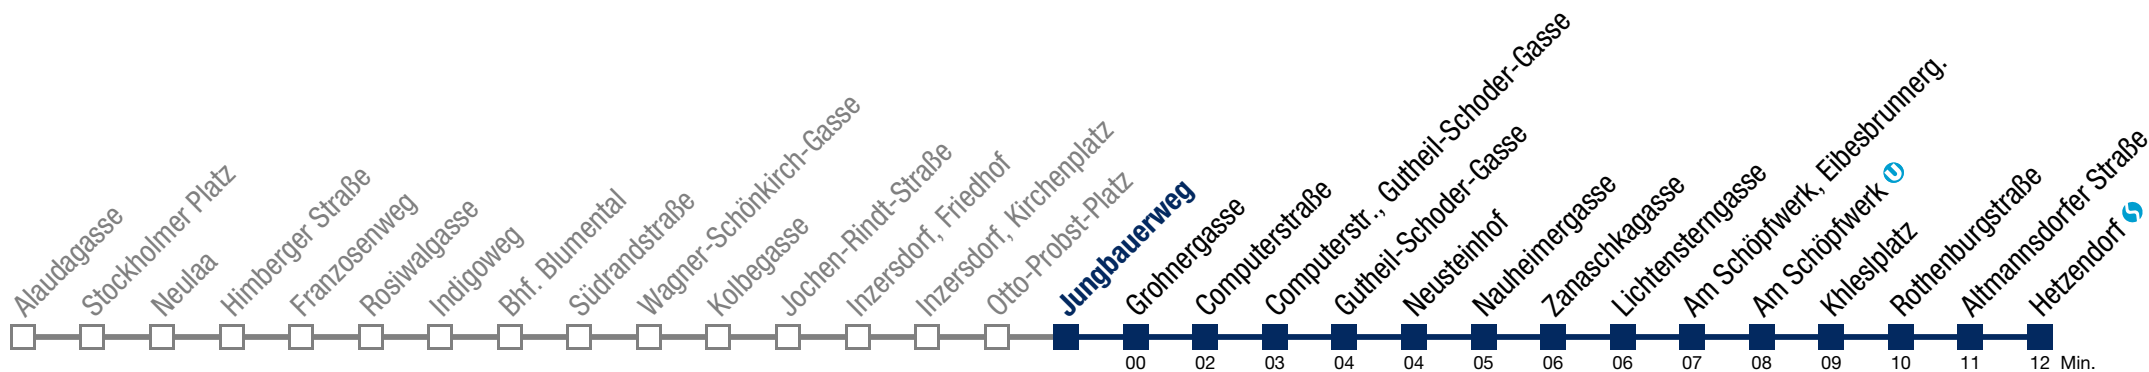 Alaudagasse
Stockholmer Platz
Neulaa
Himberger Straße
Franzosenweg
Rosiwalgasse
Indigoweg
Bhf. Blumental
Südrandstraße
Wagner-Schönkirch-Gasse
Kolbegasse
Jochen-Rindt-Straße
Inzersdorf, Friedhof
Inzersdorf, Kirchenplatz
Otto-Probst-Platz
Jungbauerweg
Grohnergasse
Computerstraße
Computerstr., Gutheil-Schoder-Gasse
Gutheil-Schoder-Gasse
Neusteinhof
Nauheimergasse
Zanaschkagasse
Lichtensterngasse
Am Schöpfwerk, Eibesbrunnerg.
Am Schöpfwerk U
Khleslplatz
Rothenburgstraße
Altmannsdorfer Straße
Hetzendorf S
00 02 03 04 04 05 06 06 07 08 09 10 11 12 Min.